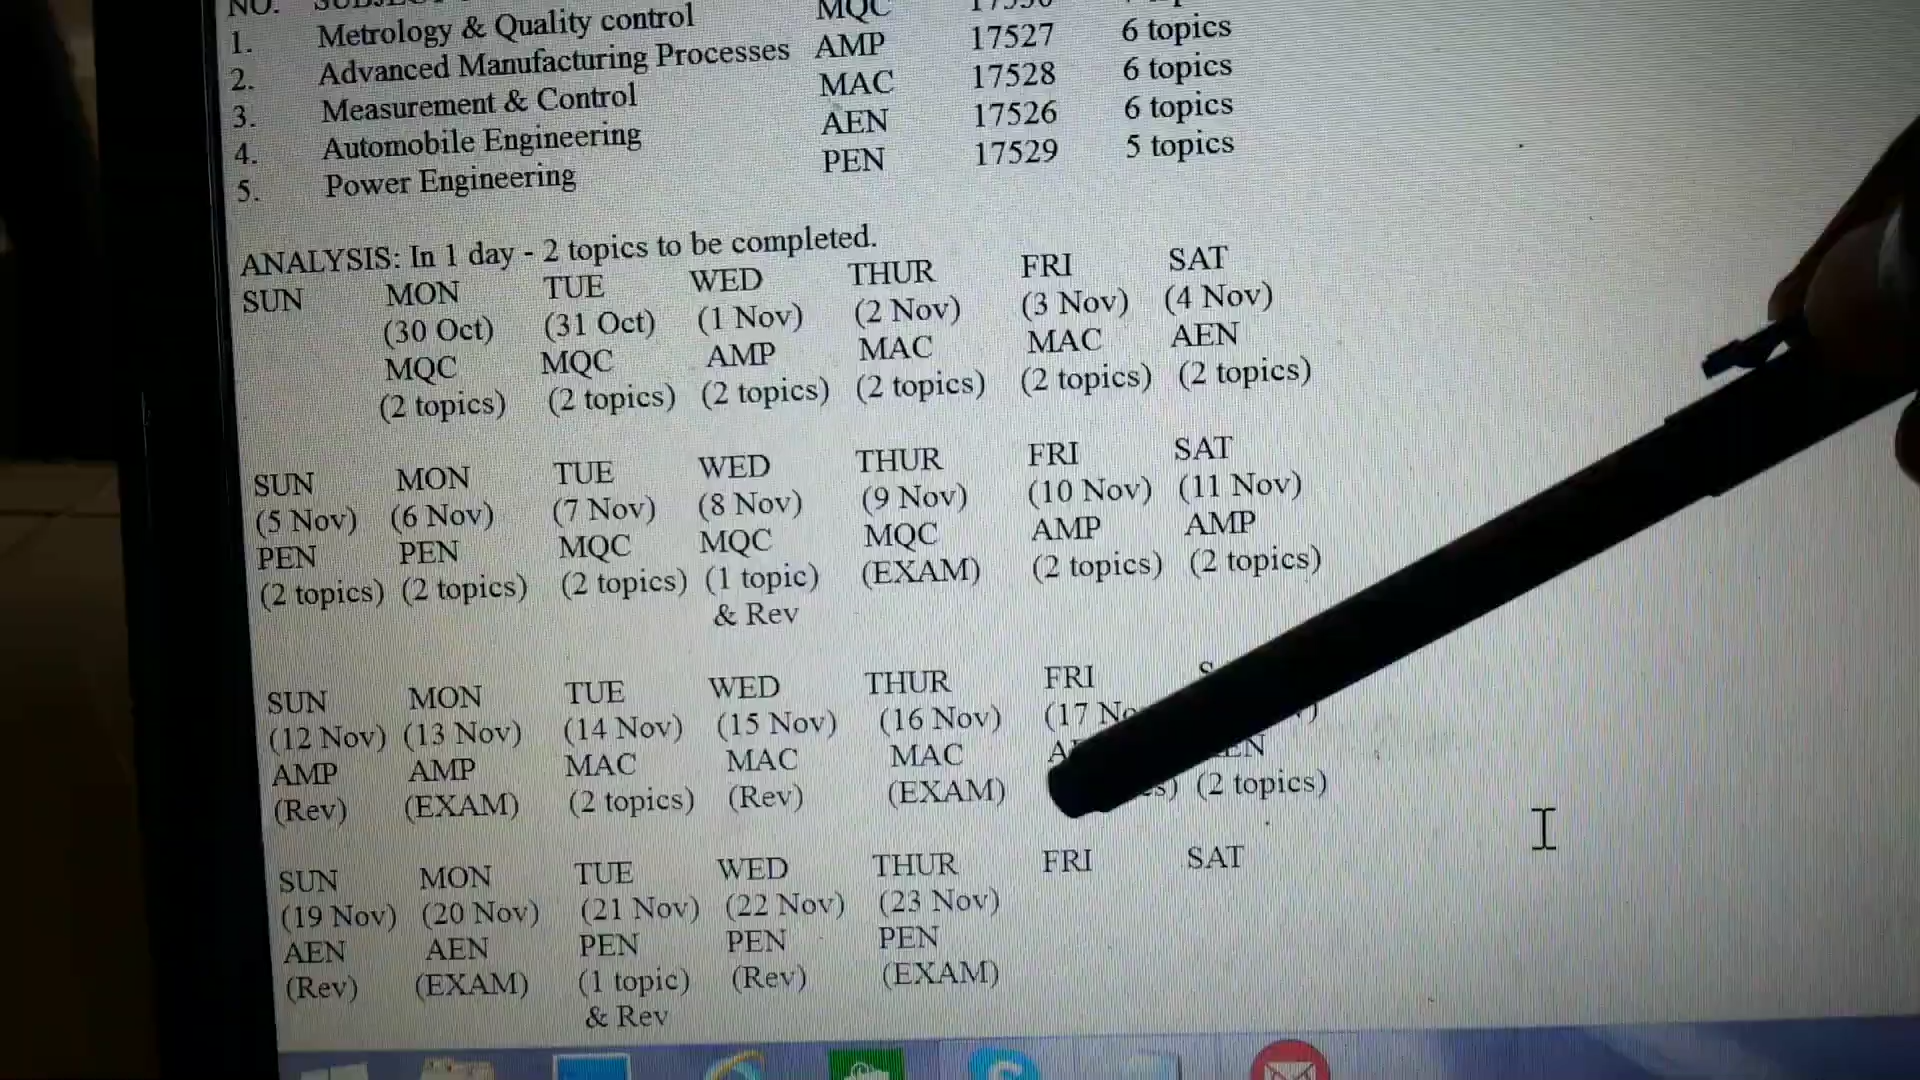 NO.
1. Metrology & Quality control MQC
2. Advanced Manufacturing Processes AMP 17527 6 topics
3. Measurement & Control MAC 17528 6 topics
4. Automobile Engineering AEN 17526 6 topics
5. Power Engineering PEN 17529 5 topics
ANALYSIS: In 1 day - 2 topics to be completed.
SUN MON TUE WED THUR FRI SAT
(30 Oct) (31 Oct) (1 Nov) (2 Nov) (3 Nov) (4 Nov)
MQC MQC AMP MAC MAC AEN
(2 topics) (2 topics) (2 topics) (2 topics) (2 topics) (2 topics)
SUN MON TUE WED THUR FRI SAT
(5 Nov) (6 Nov) (7 Nov) (8 Nov) (9 Nov) (10 Nov) (11 Nov)
PEN PEN MQC MQC MQC AMP AMP
(2 topics) (2 topics) (2 topics) (1 topic) (EXAM) (2 topics) (2 topics)
& Rev
SUN MON TUE WED THUR FRI
(12 Nov) (13 Nov) (14 Nov) (15 Nov) (16 Nov) (17
AMP AMP MAC MAC MAC
(Rev) (EXAM) (2 topics) (Rev) (EXAM) (2 topics)
SUN MON TUE WED THUR FRI SAT
(19 Nov) (20 Nov) (21 Nov) (22 Nov) (23 Nov)
AEN AEN PEN PEN PEN
(Rev) (EXAM) (1 topic) (Rev) (EXAM)
& Rev